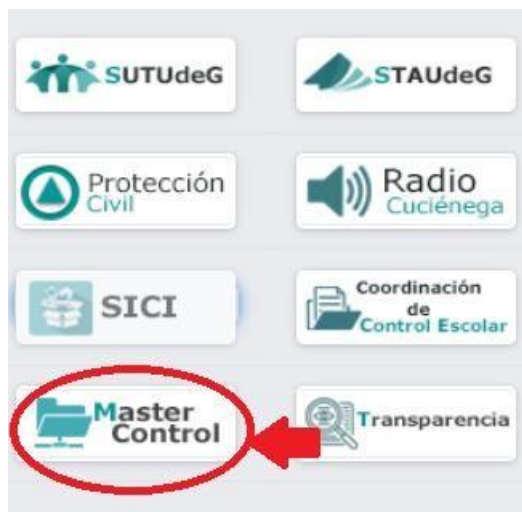 SUTUdeG
STAUdeG
Protección
Civil
Radio
Cuciénega
SICI
Coordinación
de
Control Escolar
Master
Control
Transparencia